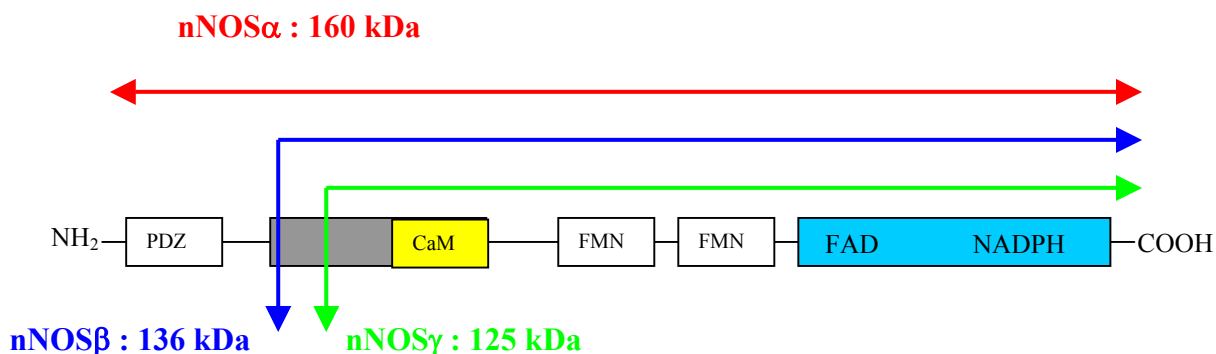 nNOSα : 160 kDa
NH₂ PDZ CaM FMN FMN FAD NADPH COOH
nNOSβ : 136 kDa nNOSγ : 125 kDa